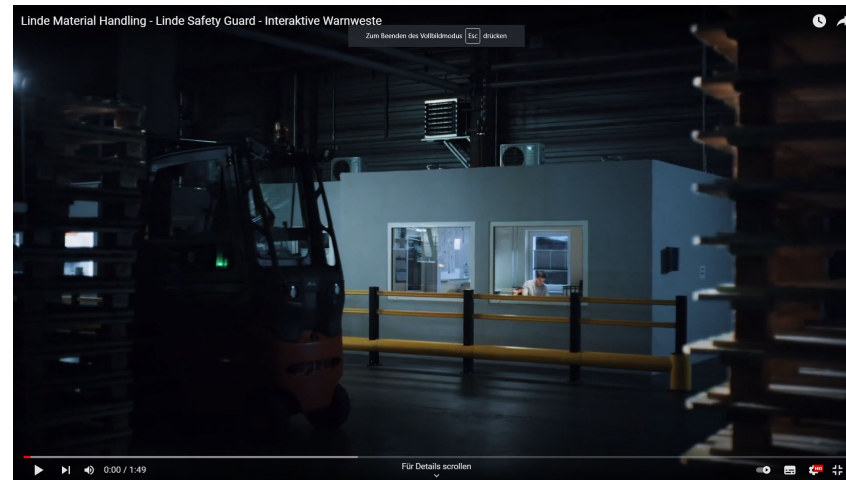 Linde Material Handling - Linde Safety Guard - Interaktive Warnweste
Zum Beenden des Vollbildmodus Esc drücken
0:00 / 1:49
Für Details scrollen
HD